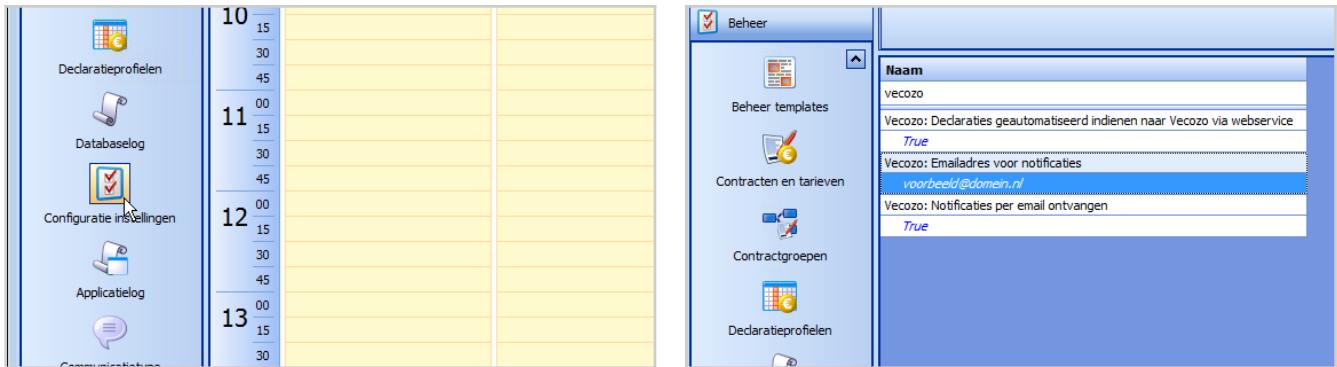 Declaratieprofielen
Databaselog
Configuratie instellingen
Applicatielog
Communicatietype
10
15
30
45
11 00
15
30
45
12 00
15
30
45
13 00
15
30
Beheer
Beheer templates
Contracten en tarieven
Contractgroepen
Declaratieprofielen
Naam
vecozo
Vecozo: Declaraties geautomatiseerd indienen naar Vecozo via webservice
True
Vecozo: Emailadres voor notificaties
voorbeeld@domein.nl
Vecozo: Notificaties per email ontvangen
True